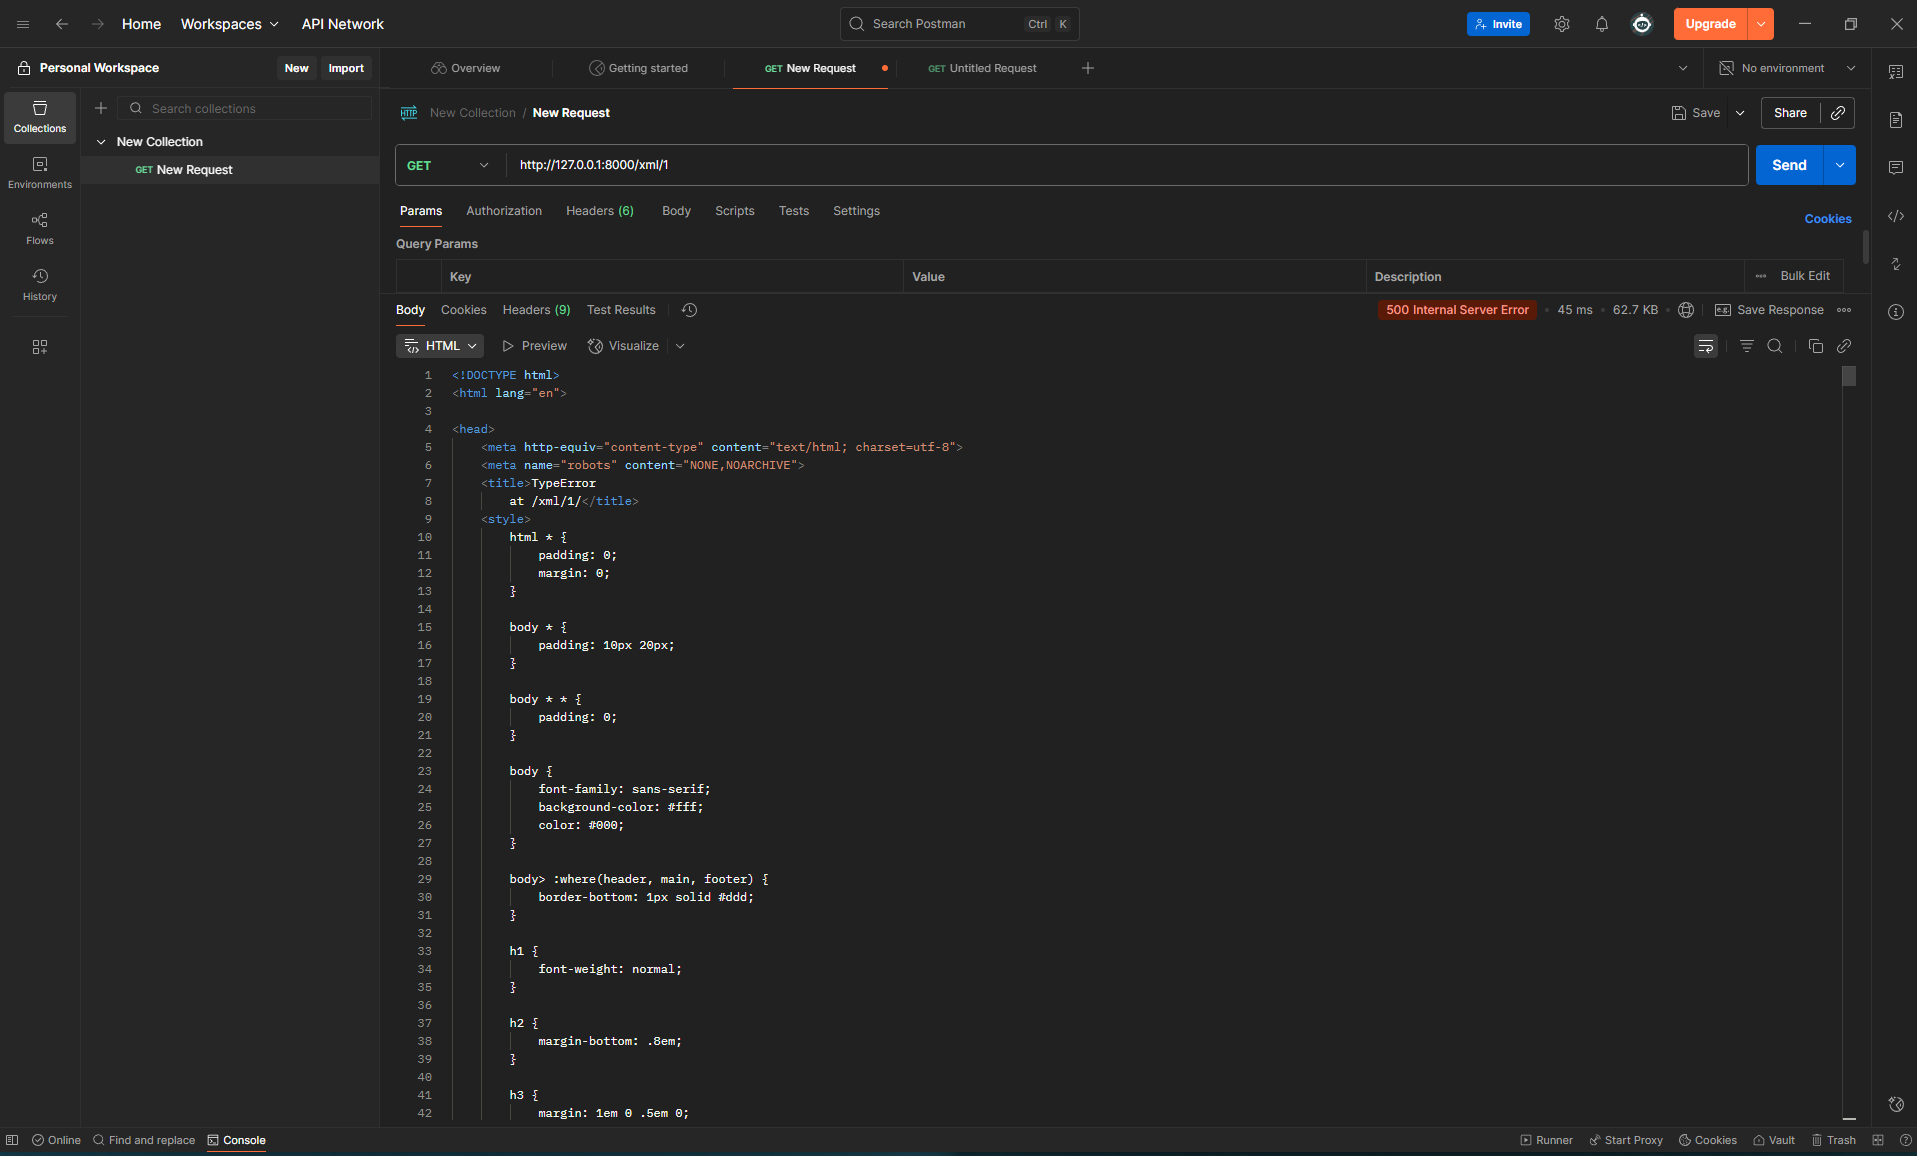 Home Workspaces API Network Search Postman Ctrl K Invite Upgrade
Personal Workspace New Import Overview Getting started GET New Request GET Untitled Request No environment
Collections Search collections
New Collection
GET New Request
Environments
Flows
History
HTTP New Collection / New Request Save Share
GET http://127.0.0.1:8000/xml/1 Send
Params Authorization Headers (6) Body Scripts Tests Settings Cookies
Query Params
Key Value Description Bulk Edit
Body Cookies Headers (9) Test Results 500 Internal Server Error 45 ms 62.7 KB e.g. Save Response
HTML Preview Visualize
1 <!DOCTYPE html>
2 <html lang="en">
3
4 <head>
5 <meta http-equiv="content-type" content="text/html; charset=utf-8">
6 <meta name="robots" content="NONE,NOARCHIVE">
7 <title>TypeError
8 at /xml/1/</title>
9 <style>
10 html * {
11 padding: 0;
12 margin: 0;
13 }
14
15 body * {
16 padding: 10px 20px;
17 }
18
19 body * * {
20 padding: 0;
21 }
22
23 body {
24 font-family: sans-serif;
25 background-color: #fff;
26 color: #000;
27 }
28
29 body> :where(header, main, footer) {
30 border-bottom: 1px solid #ddd;
31 }
32
33 h1 {
34 font-weight: normal;
35 }
36
37 h2 {
38 margin-bottom: .8em;
39 }
40
41 h3 {
42 margin: 1em 0 .5em 0;
Online Find and replace Console Runner Start Proxy Cookies Vault Trash